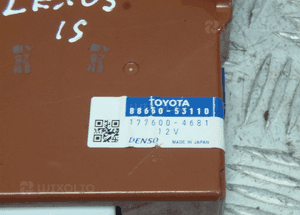 LEXUS
IS
TOYOTA
88650-53110
177600-4681
12V
DENSO MADE IN JAPAN